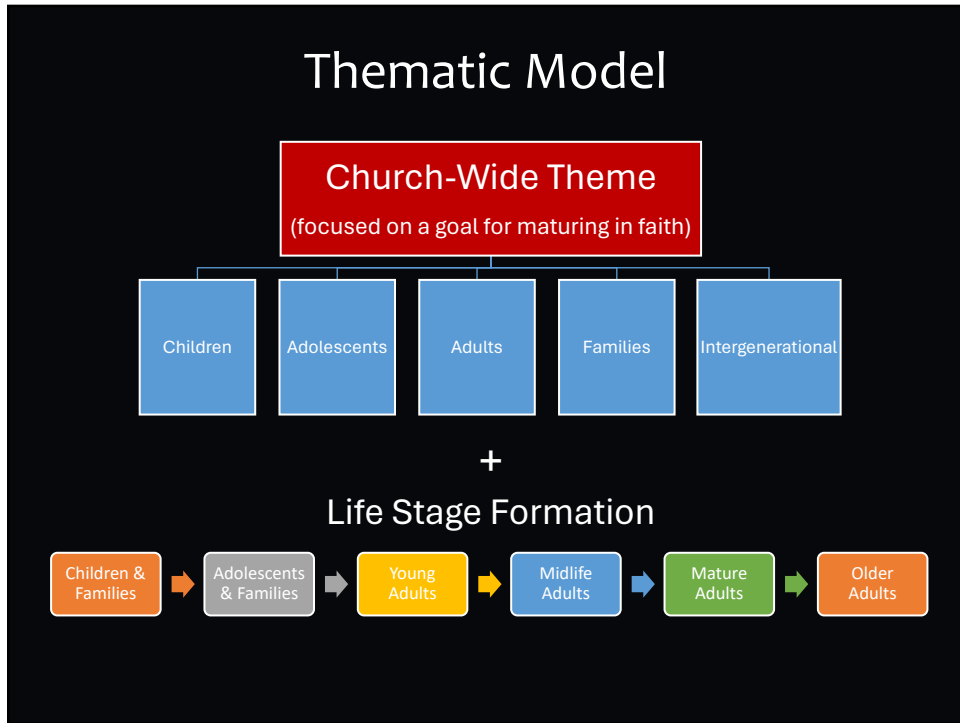 Thematic Model
Church-Wide Theme
(focused on a goal for maturing in faith)
Children
Adolescents
Adults
Families
Intergenerational
+
Life Stage Formation
Children &
Families
Adolescents
& Families
Young
Adults
Midlife
Adults
Mature
Adults
Older
Adults